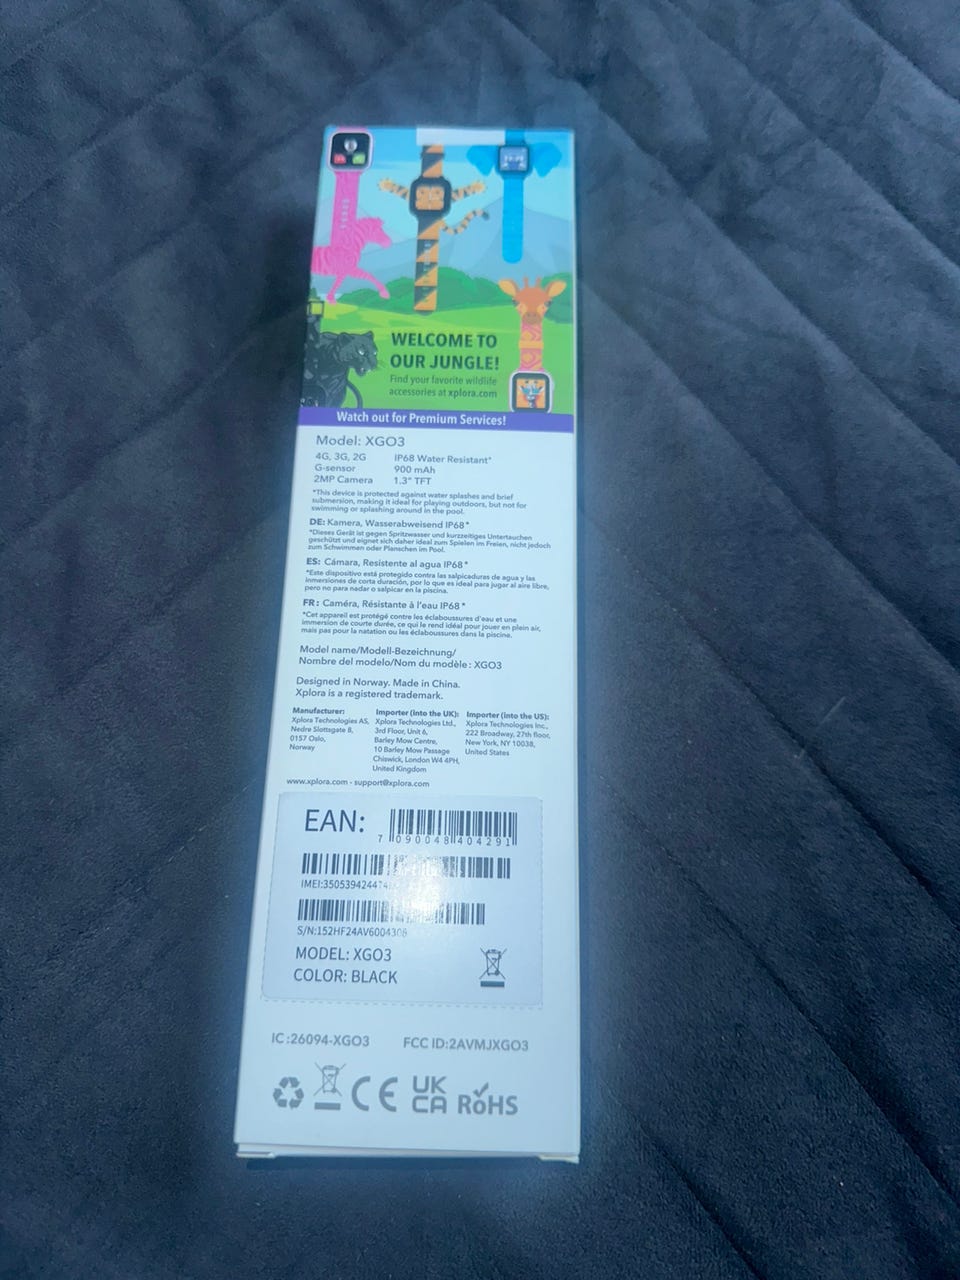 WELCOME TO
OUR JUNGLE!
Find your favorite wildlife
accessories at xplora.com
Watch out for Premium Services!
Model: XGO3
4G, 3G, 2G IP68 Water Resistant*
G-sensor 900 mAh
2MP Camera 1.3" TFT
*This device is protected against water splashes and brief
submersion, making it ideal for playing outdoors, but not for
swimming or splashing around in the pool.
DE: Kamera, Wasserabweisend IP68*
*Dieses Gerät ist gegen Spritzwasser und kurzzeitiges Untertauchen
geschützt und eignet sich daher ideal zum Spielen im Freien, nicht jedoch
zum Schwimmen oder Planschen im Pool.
ES: Cámara, Resistente al agua IP68*
*Este dispositivo está protegido contra las salpicaduras de agua y las
inmersiones de corta duración, por lo que es ideal para jugar al aire libre,
pero no para nadar o salpicar en la piscina.
FR: Caméra, Résistante à l'eau IP68*
*Cet appareil est protégé contre les éclaboussures d'eau et une
immersion de courte durée, ce qui le rend idéal pour jouer en plein air,
mais pas pour la natation ou les éclaboussures dans la piscine.
Model name/Modell-Bezeichnung/
Nombre del modelo/Nom du modèle: XGO3
Designed in Norway. Made in China.
Xplora is a registered trademark.
Manufacturer:
Xplora Technologies AS,
Nedre Slottsgate 8,
0157 Oslo,
Norway
Importer (into the UK):
Xplora Technologies Ltd.,
3rd Floor, Unit 6,
Barley Mow Centre,
10 Barley Mow Passage
Chiswick, London W4 4PH,
United Kingdom
Importer (into the US):
Xplora Technologies Inc.,
222 Broadway, 27th floor,
New York, NY 10038,
United States
www.xplora.com - support@xplora.com
EAN:
7 090048 404291
IMEI:
S/N:152HF24AV6004308
MODEL: XGO3
COLOR: BLACK
IC:26094-XGO3 FCC ID:2AVMJXGO3
CE UK
CA RoHS